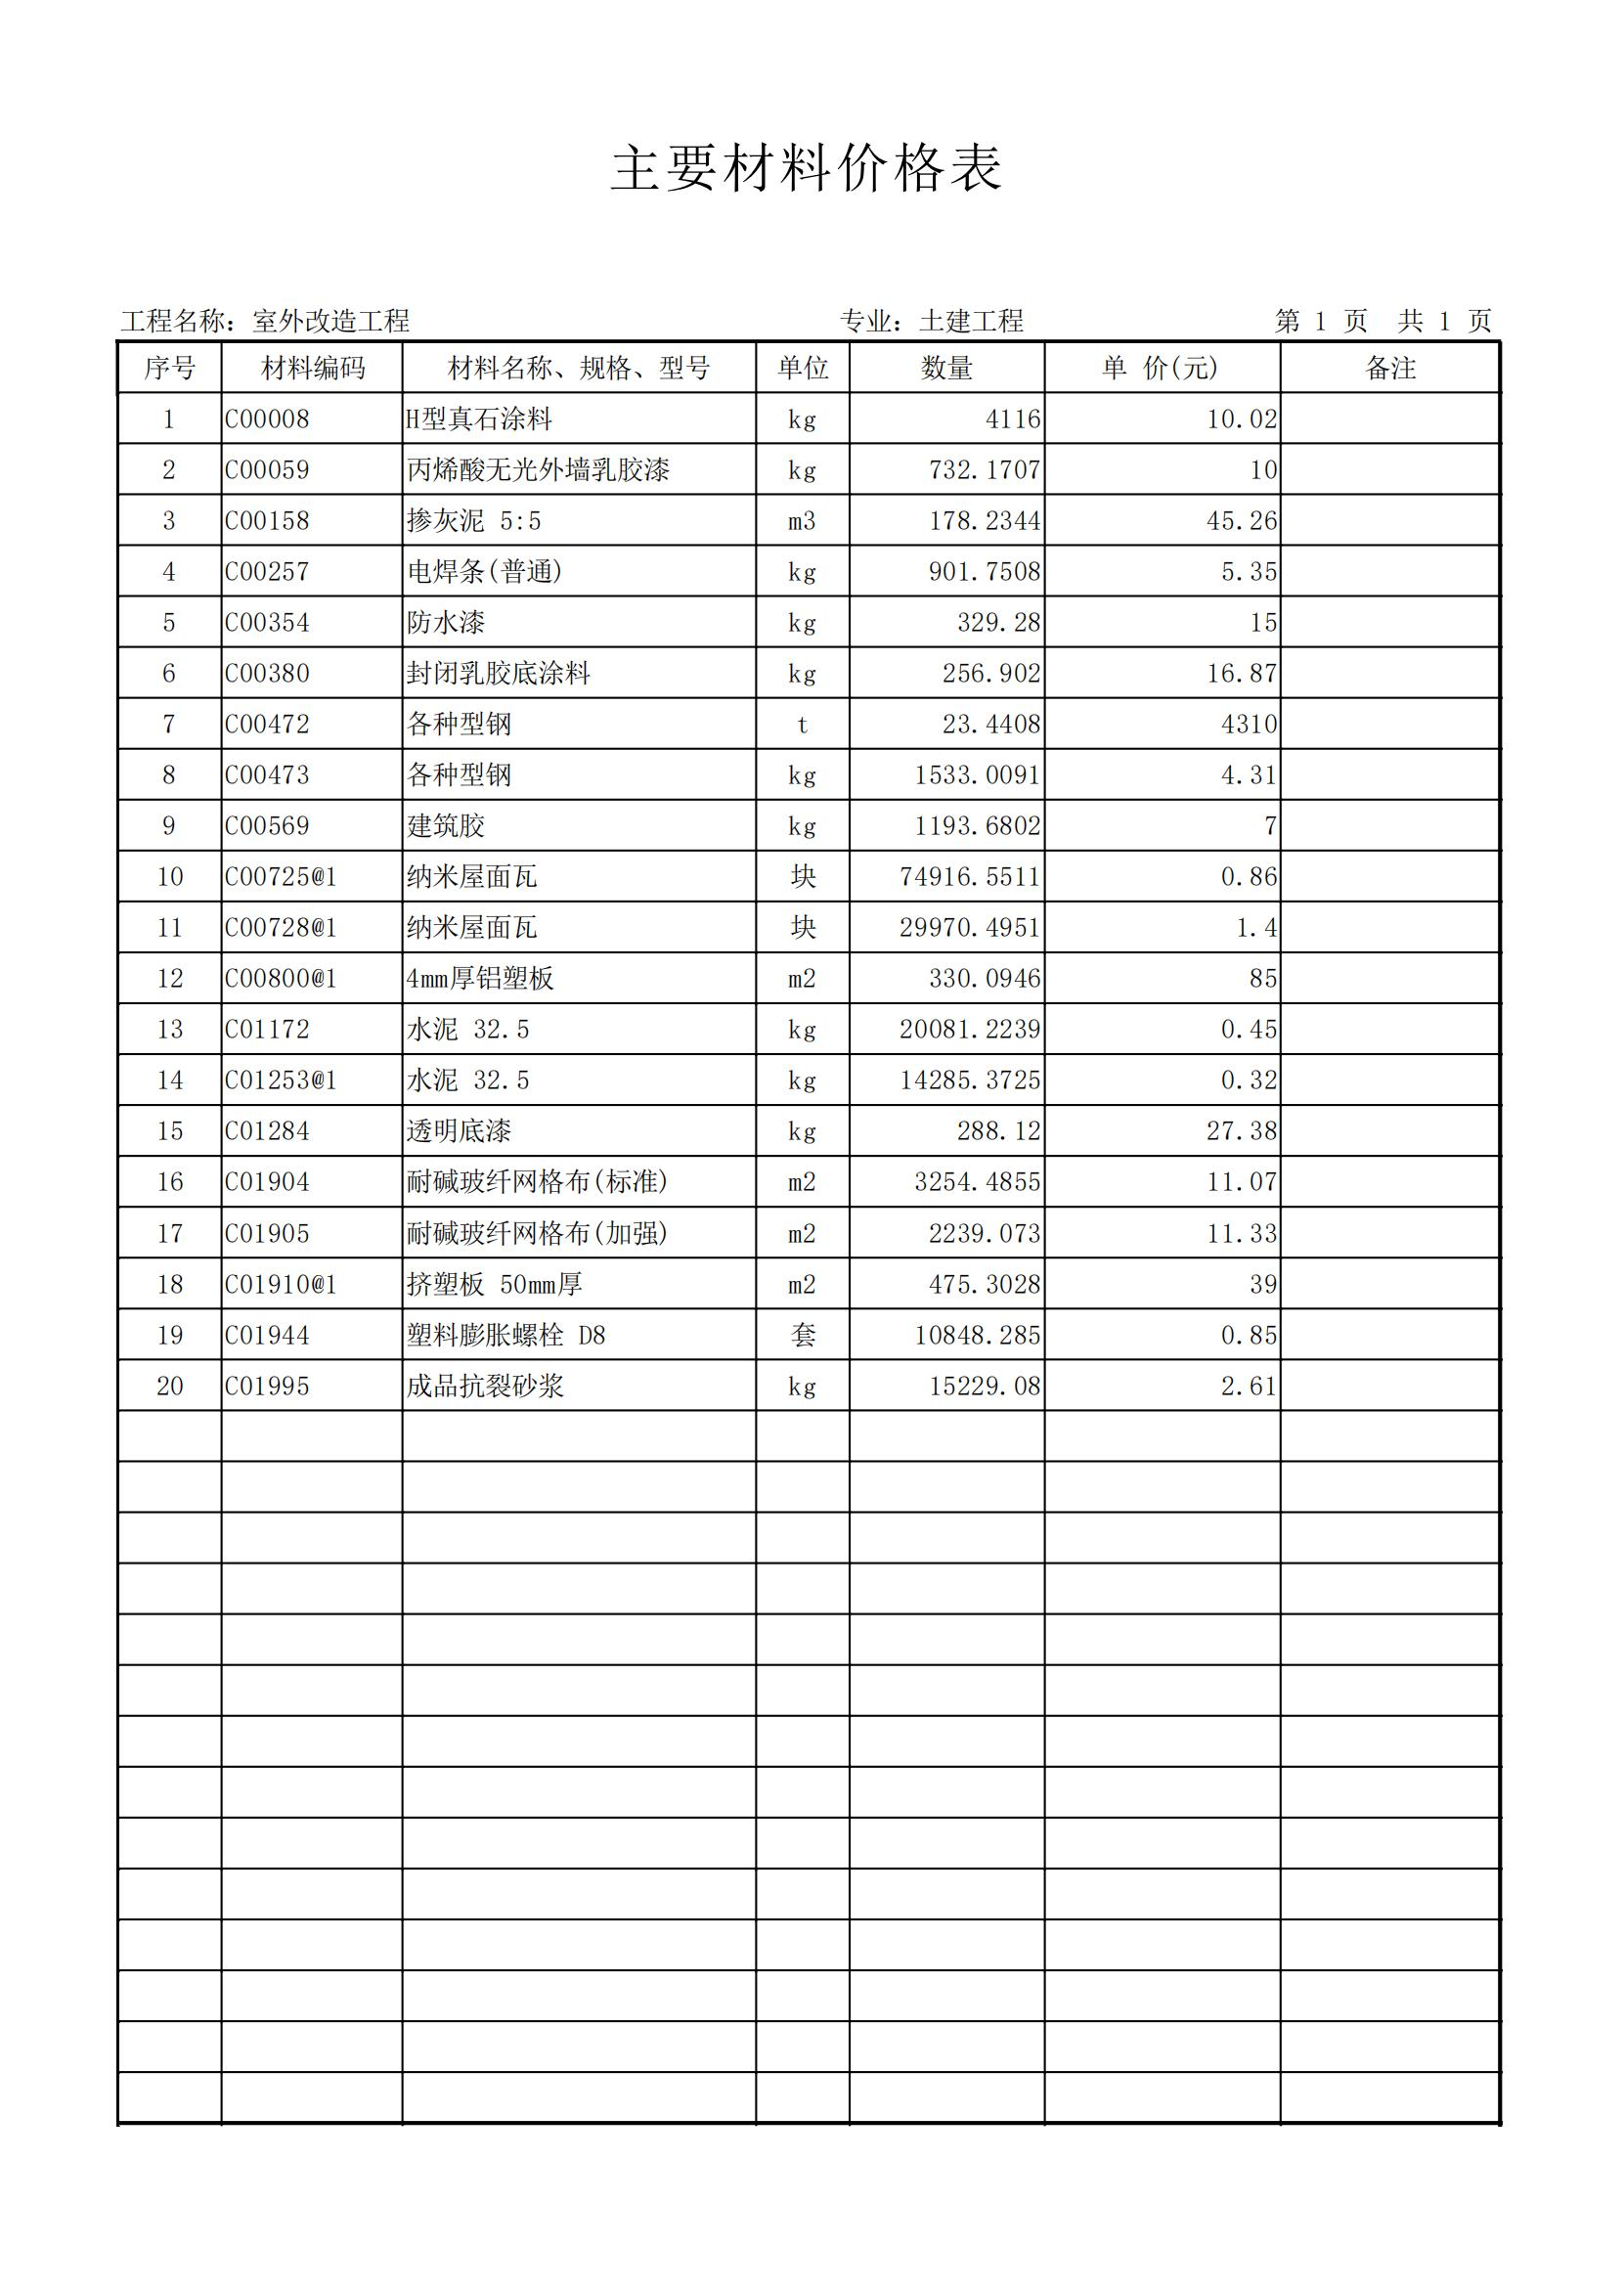 主要材料价格表
工程名称：室外改造工程 专业：土建工程 第 1 页 共 1 页
序号 材料编码 材料名称、规格、型号 单位 数量 单 价(元) 备注
1 C00008 H型真石涂料 kg 4116 10.02
2 C00059 丙烯酸无光外墙乳胶漆 kg 732.1707 10
3 C00158 掺灰泥 5:5 m3 178.2344 45.26
4 C00257 电焊条(普通) kg 901.7508 5.35
5 C00354 防水漆 kg 329.28 15
6 C00380 封闭乳胶底涂料 kg 256.902 16.87
7 C00472 各种型钢 t 23.4408 4310
8 C00473 各种型钢 kg 1533.0091 4.31
9 C00569 建筑胶 kg 1193.6802 7
10 C00725@1 纳米屋面瓦 块 74916.5511 0.86
11 C00728@1 纳米屋面瓦 块 29970.4951 1.4
12 C00800@1 4mm厚铝塑板 m2 330.0946 85
13 C01172 水泥 32.5 kg 20081.2239 0.45
14 C01253@1 水泥 32.5 kg 14285.3725 0.32
15 C01284 透明底漆 kg 288.12 27.38
16 C01904 耐碱玻纤网格布(标准) m2 3254.4855 11.07
17 C01905 耐碱玻纤网格布(加强) m2 2239.073 11.33
18 C01910@1 挤塑板 50mm厚 m2 475.3028 39
19 C01944 塑料膨胀螺栓 D8 套 10848.285 0.85
20 C01995 成品抗裂砂浆 kg 15229.08 2.61